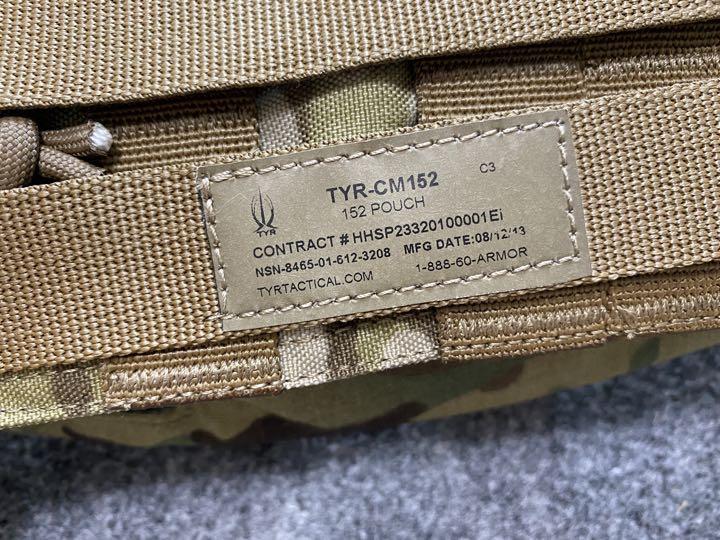 TYR-CM152
C3
152 POUCH
TYR
CONTRACT # HHSP23320100001Ei
NSN-8465-01-612-3208 MFG DATE:08/12/13
TYRTACTICAL.COM 1-888-60-ARMOR